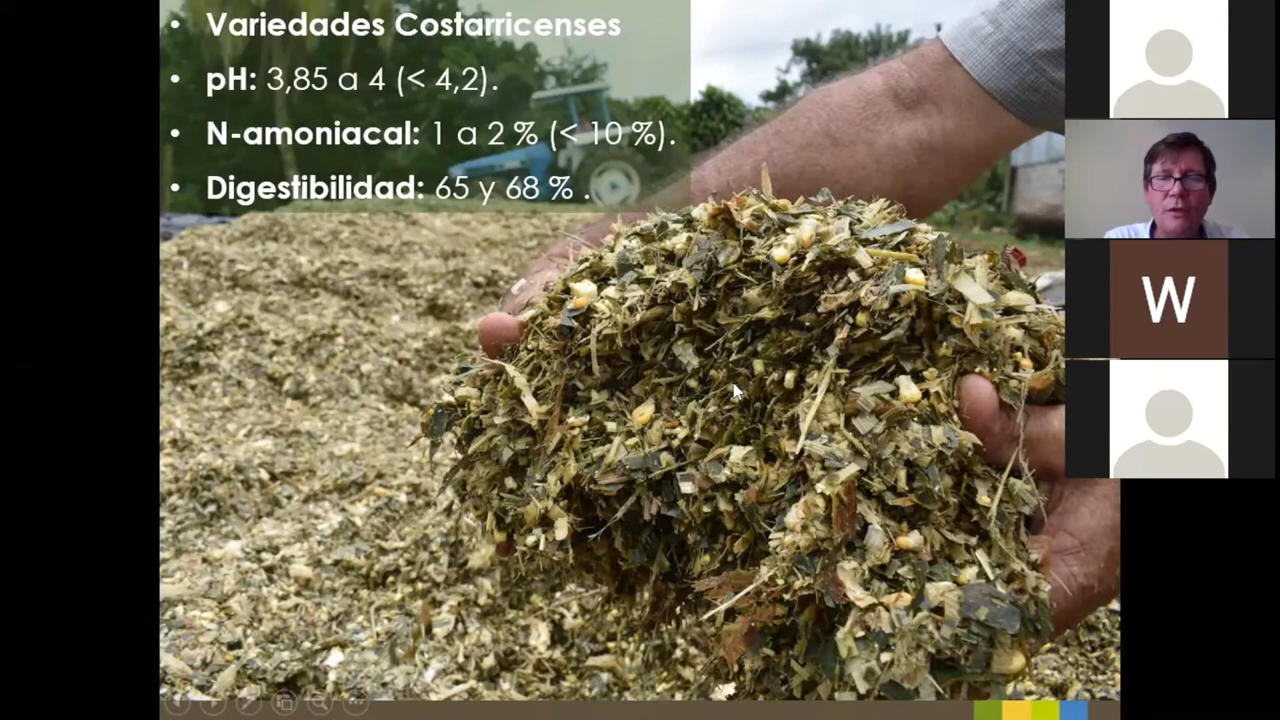 • Variedades Costarricenses
• pH: 3,85 a 4 (< 4,2).
• N-amoniacal: 1 a 2 % (< 10 %).
• Digestibilidad: 65 y 68 % .
W